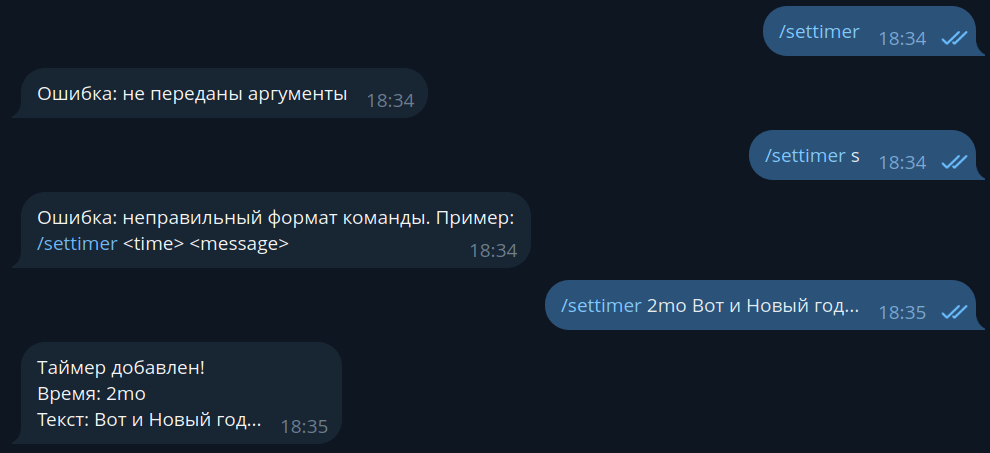 /settimer 18:34
Ошибка: не переданы аргументы 18:34
/settimer s 18:34
Ошибка: неправильный формат команды. Пример:
/settimer <time> <message> 18:34
/settimer 2mo Вот и Новый год... 18:35
Таймер добавлен!
Время: 2mo
Текст: Вот и Новый год... 18:35